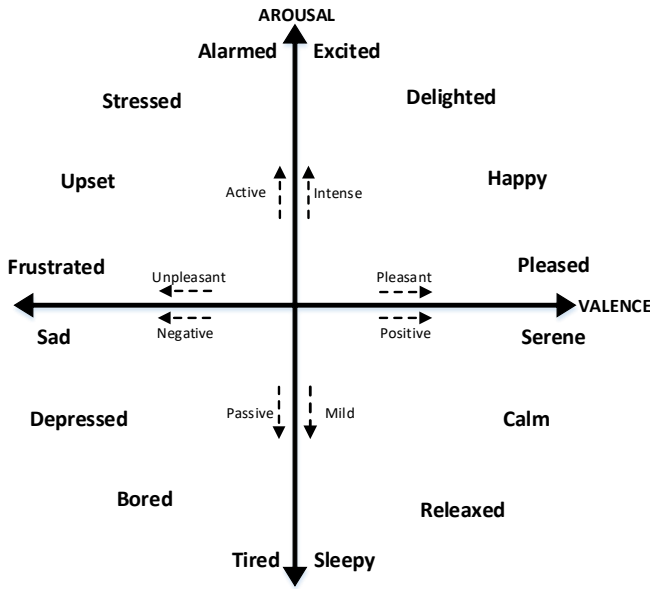 AROUSAL
Alarmed Excited
Stressed
Delighted
Upset
Happy
Active Intense
Frustrated
Pleased
Unpleasant
Pleasant
VALENCE
Negative
Positive
Sad
Serene
Passive Mild
Depressed
Calm
Bored
Releaxed
Tired Sleepy